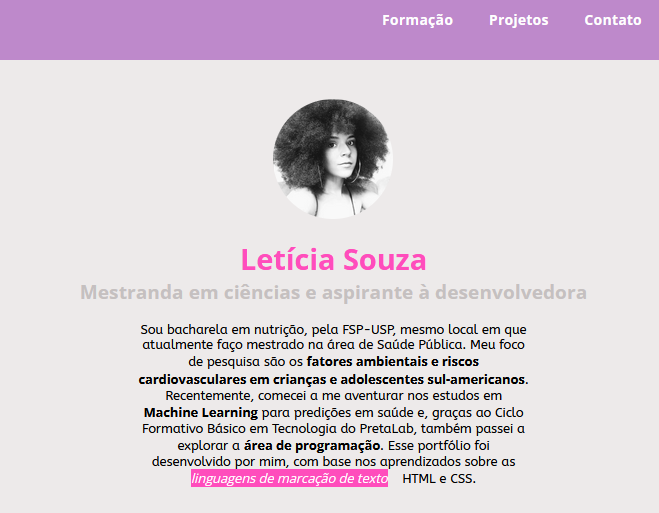 Formação Projetos Contato
Letícia Souza
Mestranda em ciências e aspirante à desenvolvedora
Sou bacharela em nutrição, pela FSP-USP, mesmo local em que
atualmente faço mestrado na área de Saúde Pública. Meu foco
de pesquisa são os fatores ambientais e riscos
cardiovasculares em crianças e adolescentes sul-americanos.
Recentemente, comecei a me aventurar nos estudos em
Machine Learning para predições em saúde e, graças ao Ciclo
Formativo Básico em Tecnologia do PretaLab, também passei a
explorar a área de programação. Esse portfólio foi
desenvolvido por mim, com base nos aprendizados sobre as
linguagens de marcação de texto HTML e CSS.